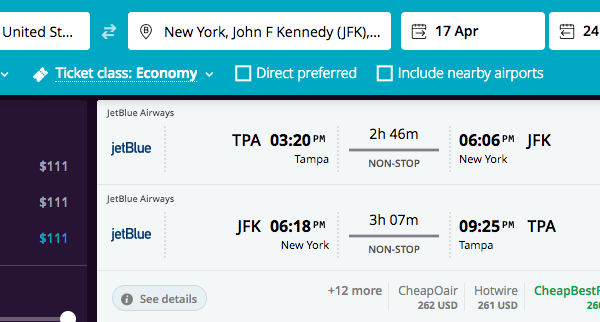 United St...
New York, John F Kennedy (JFK),...
17 Apr
24
Ticket class: Economy
Direct preferred
Include nearby airports
$111
$111
$111
JetBlue Airways
jetBlue
TPA 03:20 PM
Tampa
2h 46m
NON-STOP
06:06 PM JFK
New York
JetBlue Airways
jetBlue
JFK 06:18 PM
New York
3h 07m
NON-STOP
09:25 PM TPA
Tampa
See details
+12 more
CheapOair
262 USD
Hotwire
261 USD
CheapBestF
26